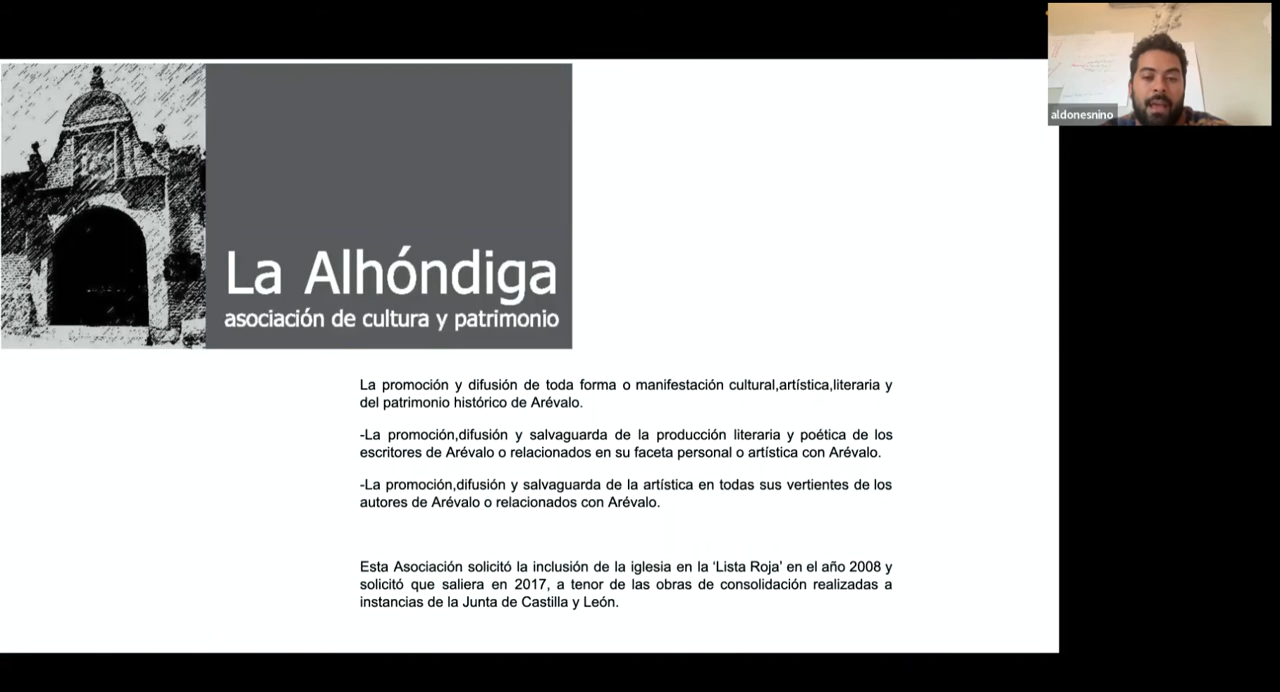 aldonesnino
La Alhóndiga
asociación de cultura y patrimonio
La promoción y difusión de toda forma o manifestación cultural,artística,literaria y
del patrimonio histórico de Arévalo.
-La promoción,difusión y salvaguarda de la producción literaria y poética de los
escritores de Arévalo o relacionados en su faceta personal o artística con Arévalo.
-La promoción,difusión y salvaguarda de la artística en todas sus vertientes de los
autores de Arévalo o relacionados con Arévalo.
Esta Asociación solicitó la inclusión de la iglesia en la ‘Lista Roja’ en el año 2008 y
solicitó que saliera en 2017, a tenor de las obras de consolidación realizadas a
instancias de la Junta de Castilla y León.